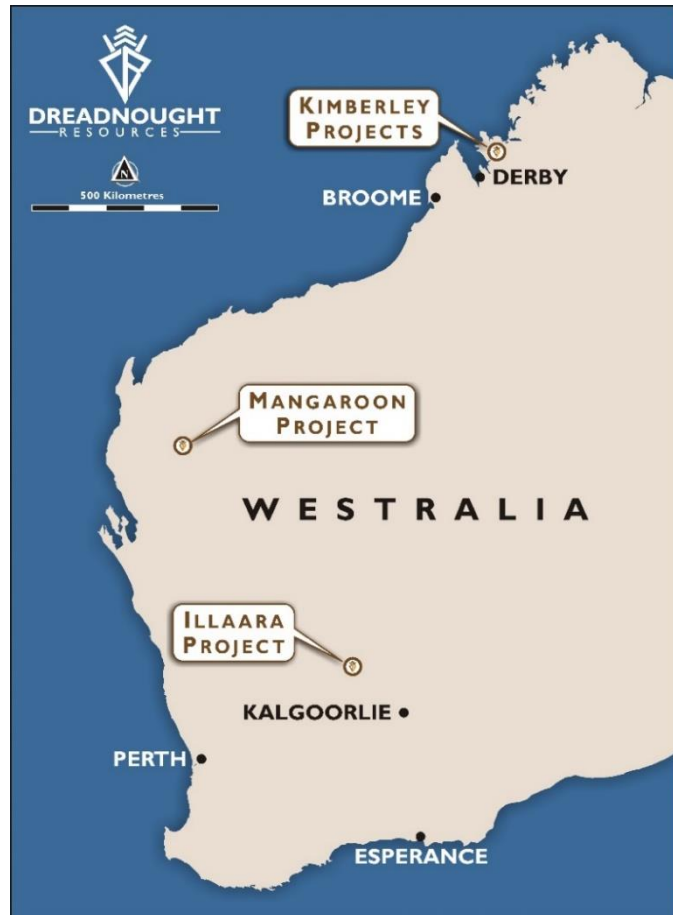 DREADNOUGHT
RESOURCES
N
500 Kilometres
KIMBERLEY
PROJECTS
DERBY
BROOME
MANGAROON
PROJECT
WESTRALIA
ILLAARA
PROJECT
KALGOORLIE
PERTH
ESPERANCE